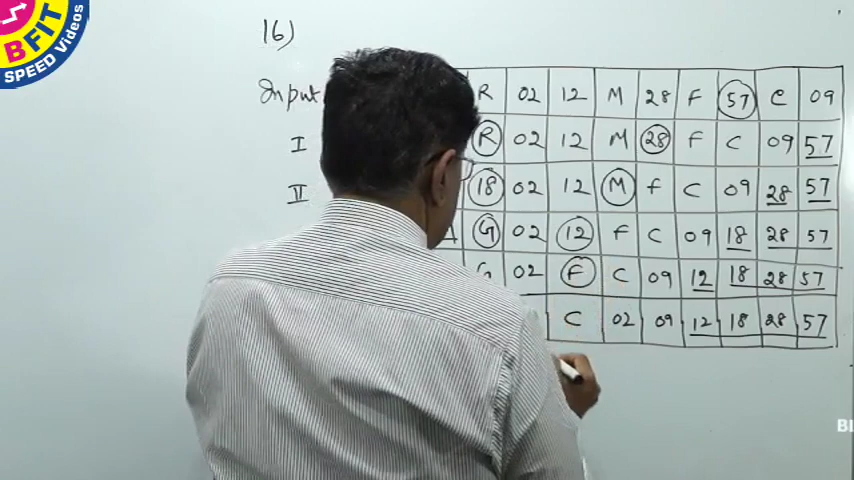 BFIT
SPEED Videos
16)
Input R 02 12 M 28 F 57 C 09
I R 02 12 M 28 F C 09 57
II 18 02 12 M F C 09 28 57
G 02 12 F C 09 18 28 57
G 02 F C 09 12 18 28 57
C 02 09 12 18 28 57